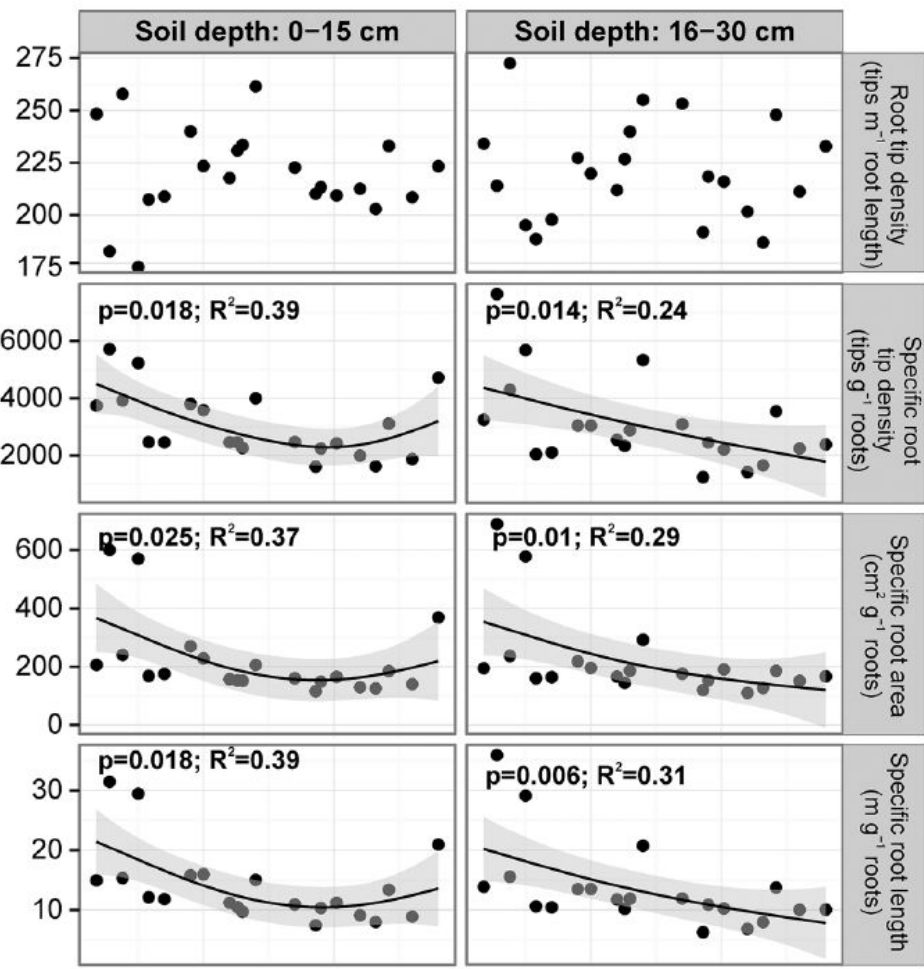 Soil depth: 0−15 cm
Soil depth: 16−30 cm
275
250
225
200
175
Root tip density
(tips m⁻¹ root length)
p=0.018; R²=0.39
p=0.014; R²=0.24
6000
4000
2000
Specific root
tip density
(tips g⁻¹ roots)
p=0.025; R²=0.37
p=0.01; R²=0.29
600
400
200
0
Specific root area
(cm² g⁻¹ roots)
p=0.018; R²=0.39
p=0.006; R²=0.31
30
20
10
Specific root length
(m g⁻¹ roots)